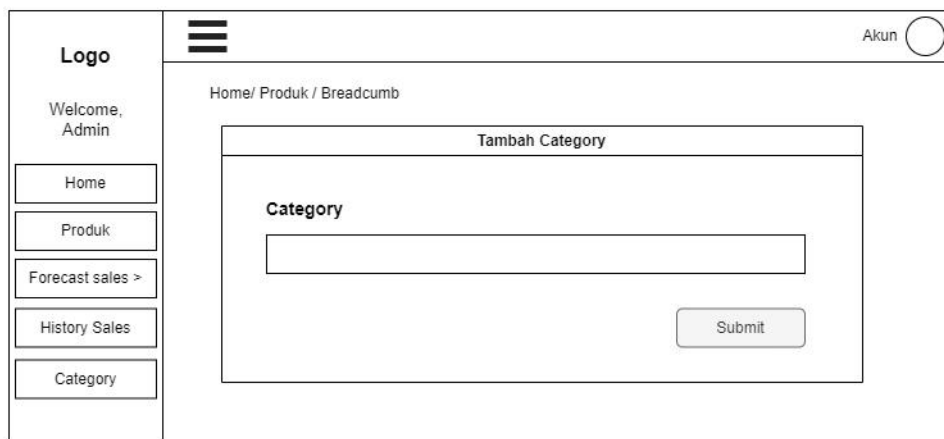 Logo
Welcome,
Admin
Home
Produk
Forecast sales >
History Sales
Category
Akun
Home/ Produk / Breadcumb
Tambah Category
Category
Submit